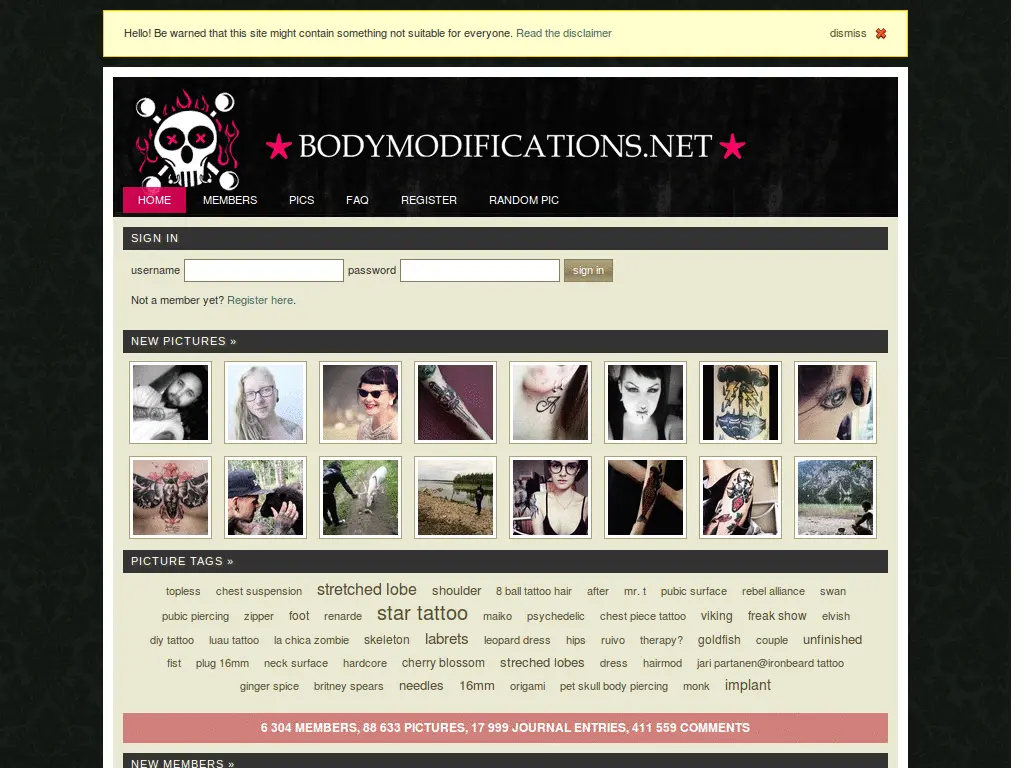 Hello! Be warned that this site might contain something not suitable for everyone. Read the disclaimer dismiss
BODYMODIFICATIONS.NET
HOME MEMBERS PICS FAQ REGISTER RANDOM PIC
SIGN IN
username password sign in
Not a member yet? Register here.
NEW PICTURES »
PICTURE TAGS »
topless chest suspension stretched lobe shoulder 8 ball tattoo hair after mr. t pubic surface rebel alliance swan
pubic piercing zipper foot renarde star tattoo maiko psychedelic chest piece tattoo viking freak show elvish
diy tattoo luau tattoo la chica zombie skeleton labrets leopard dress hips ruivo therapy? goldfish couple unfinished
fist plug 16mm neck surface hardcore cherry blossom streched lobes dress hairmod jari partanen@ironbeard tattoo
ginger spice britney spears needles 16mm origami pet skull body piercing monk implant
6 304 MEMBERS, 88 633 PICTURES, 17 999 JOURNAL ENTRIES, 411 559 COMMENTS
NEW MEMBERS »